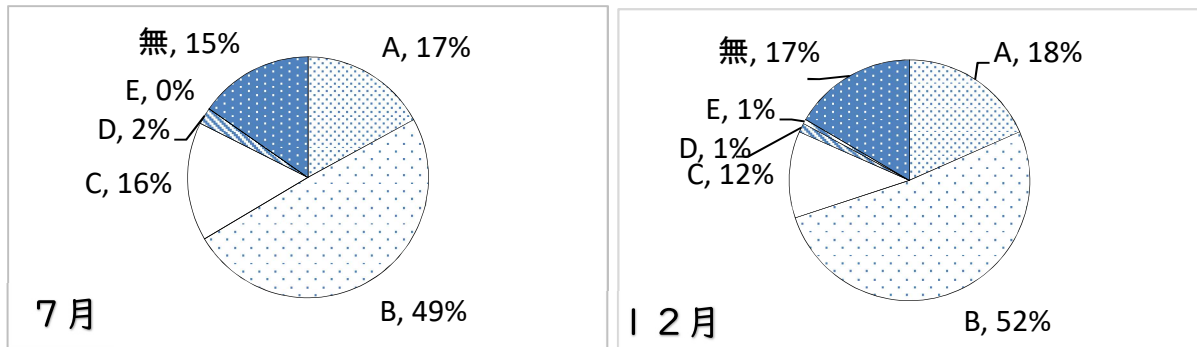 無, 15%
A, 17%
E, 0%
D, 2%
C, 16%
B, 49%
7月
無, 17%
A, 18%
E, 1%
D, 1%
C, 12%
B, 52%
12月